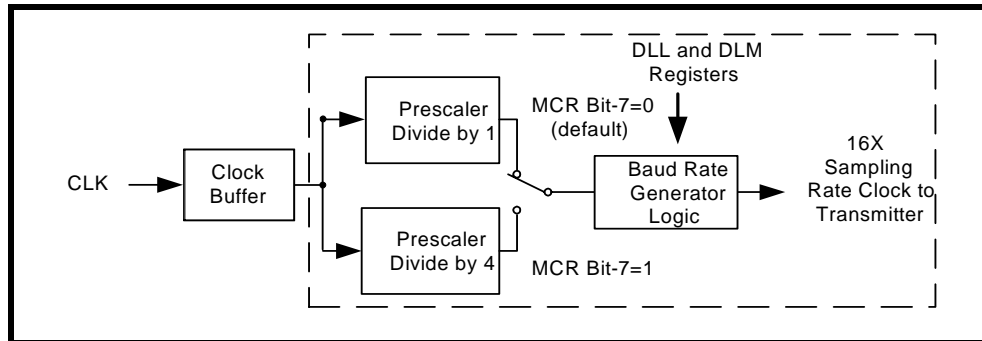 DLL and DLM
Registers
Prescaler
Divide by 1
MCR Bit-7=0
(default)
CLK
Clock
Buffer
Baud Rate
Generator
Logic
16X
Sampling
Rate Clock to
Transmitter
Prescaler
Divide by 4
MCR Bit-7=1